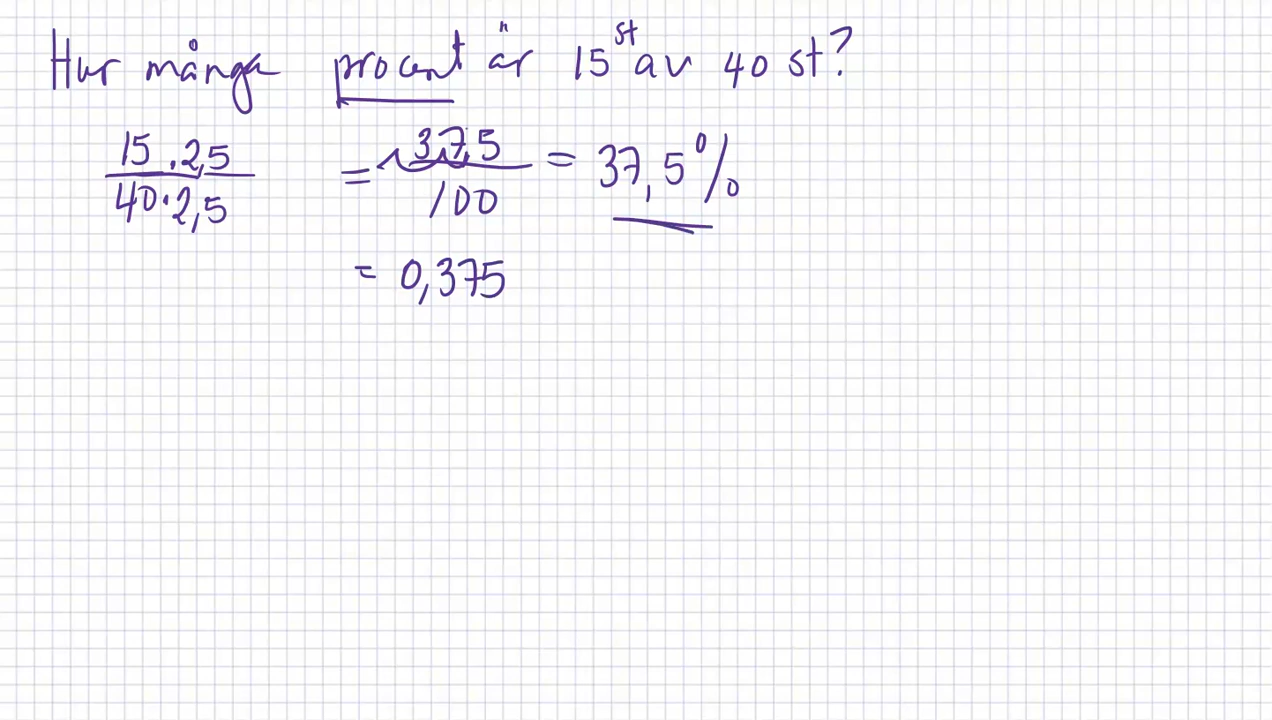 Hur många procent är 15 st av 40 st?
15 · 2,5 / 40 · 2,5 = 37,5 / 100 = 37,5 %
= 0,375